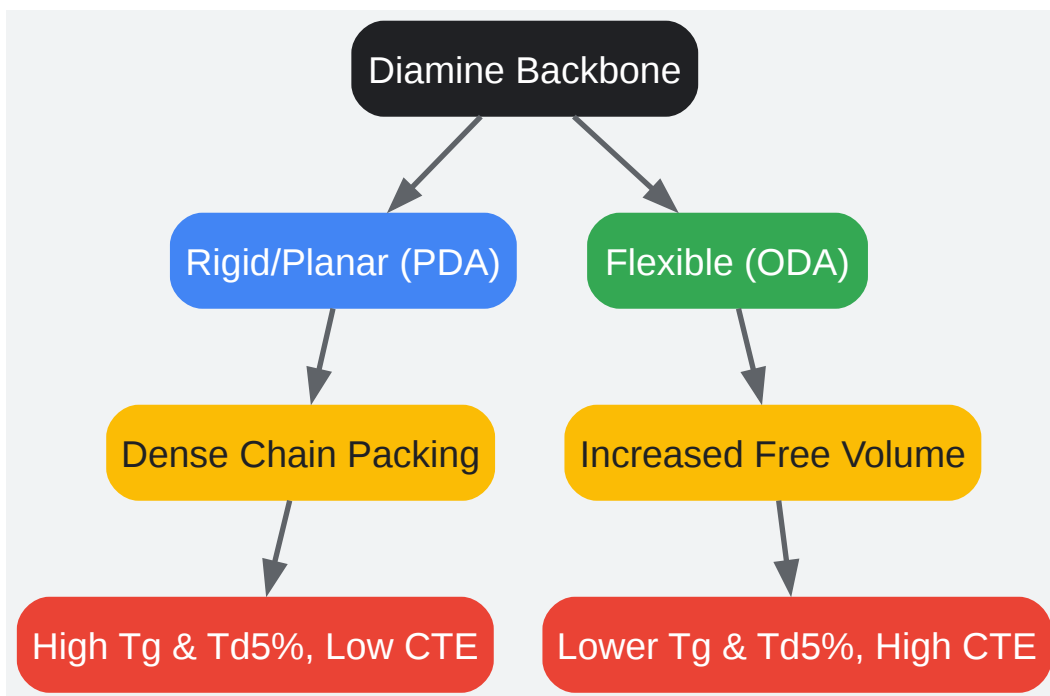 Diamine Backbone
Rigid/Planar (PDA)
Flexible (ODA)
Dense Chain Packing
Increased Free Volume
High Tg & Td5%, Low CTE
Lower Tg & Td5%, High CTE